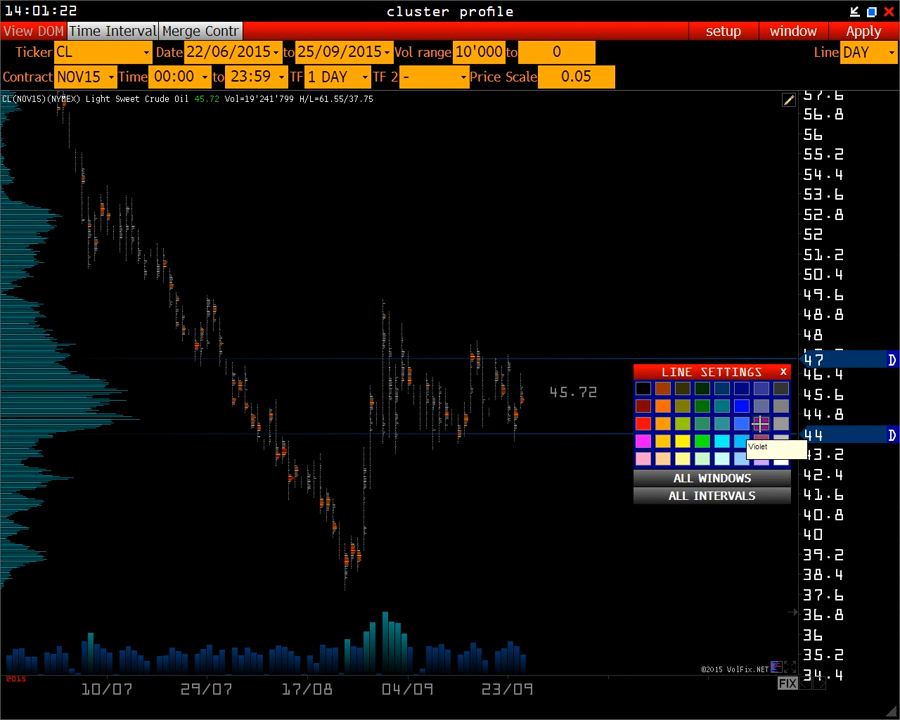 14:01:22 cluster profile
View DOM Time Interval Merge Contr setup window Apply
Ticker CL Date 22/06/2015 to 25/09/2015 Vol range 10'000 to 0 Line DAY
Contract NOV15 Time 00:00 to 23:59 TF 1 DAY TF 2 - Price Scale 0.05
CL(NOV15)(NYMEX) Light Sweet Crude Oil 45.72 Vol=19'241'799 H/L=61.55/37.75
57.6
56.8
56
55.2
54.4
53.6
52.8
52
51.2
50.4
49.6
48.8
48
47 D
LINE SETTINGS x
46.4
45.72
45.6
44.8
44 D
Violet
43.2
42.4
ALL WINDOWS
41.6
ALL INTERVALS
40.8
40
39.2
38.4
37.6
36.8
36
35.2
©2015 VolFix.NET
34.4
2015
FIX
10/07 29/07 17/08 04/09 23/09